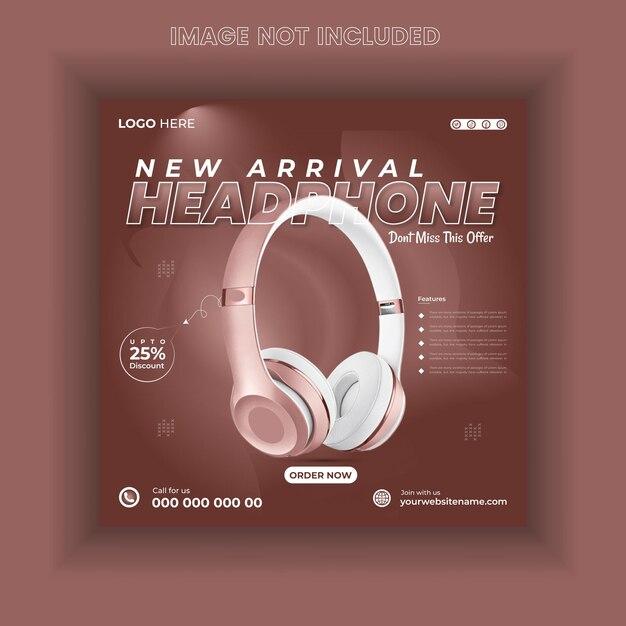 IMAGE NOT INCLUDED
LOGO HERE
NEW ARRIVAL
HEADPHONE
Dont Miss This Offer
Features
UPTO
25%
Discount
ORDER NOW
Call for us
000 000 000 00
Join with us
yourwebsitename.com